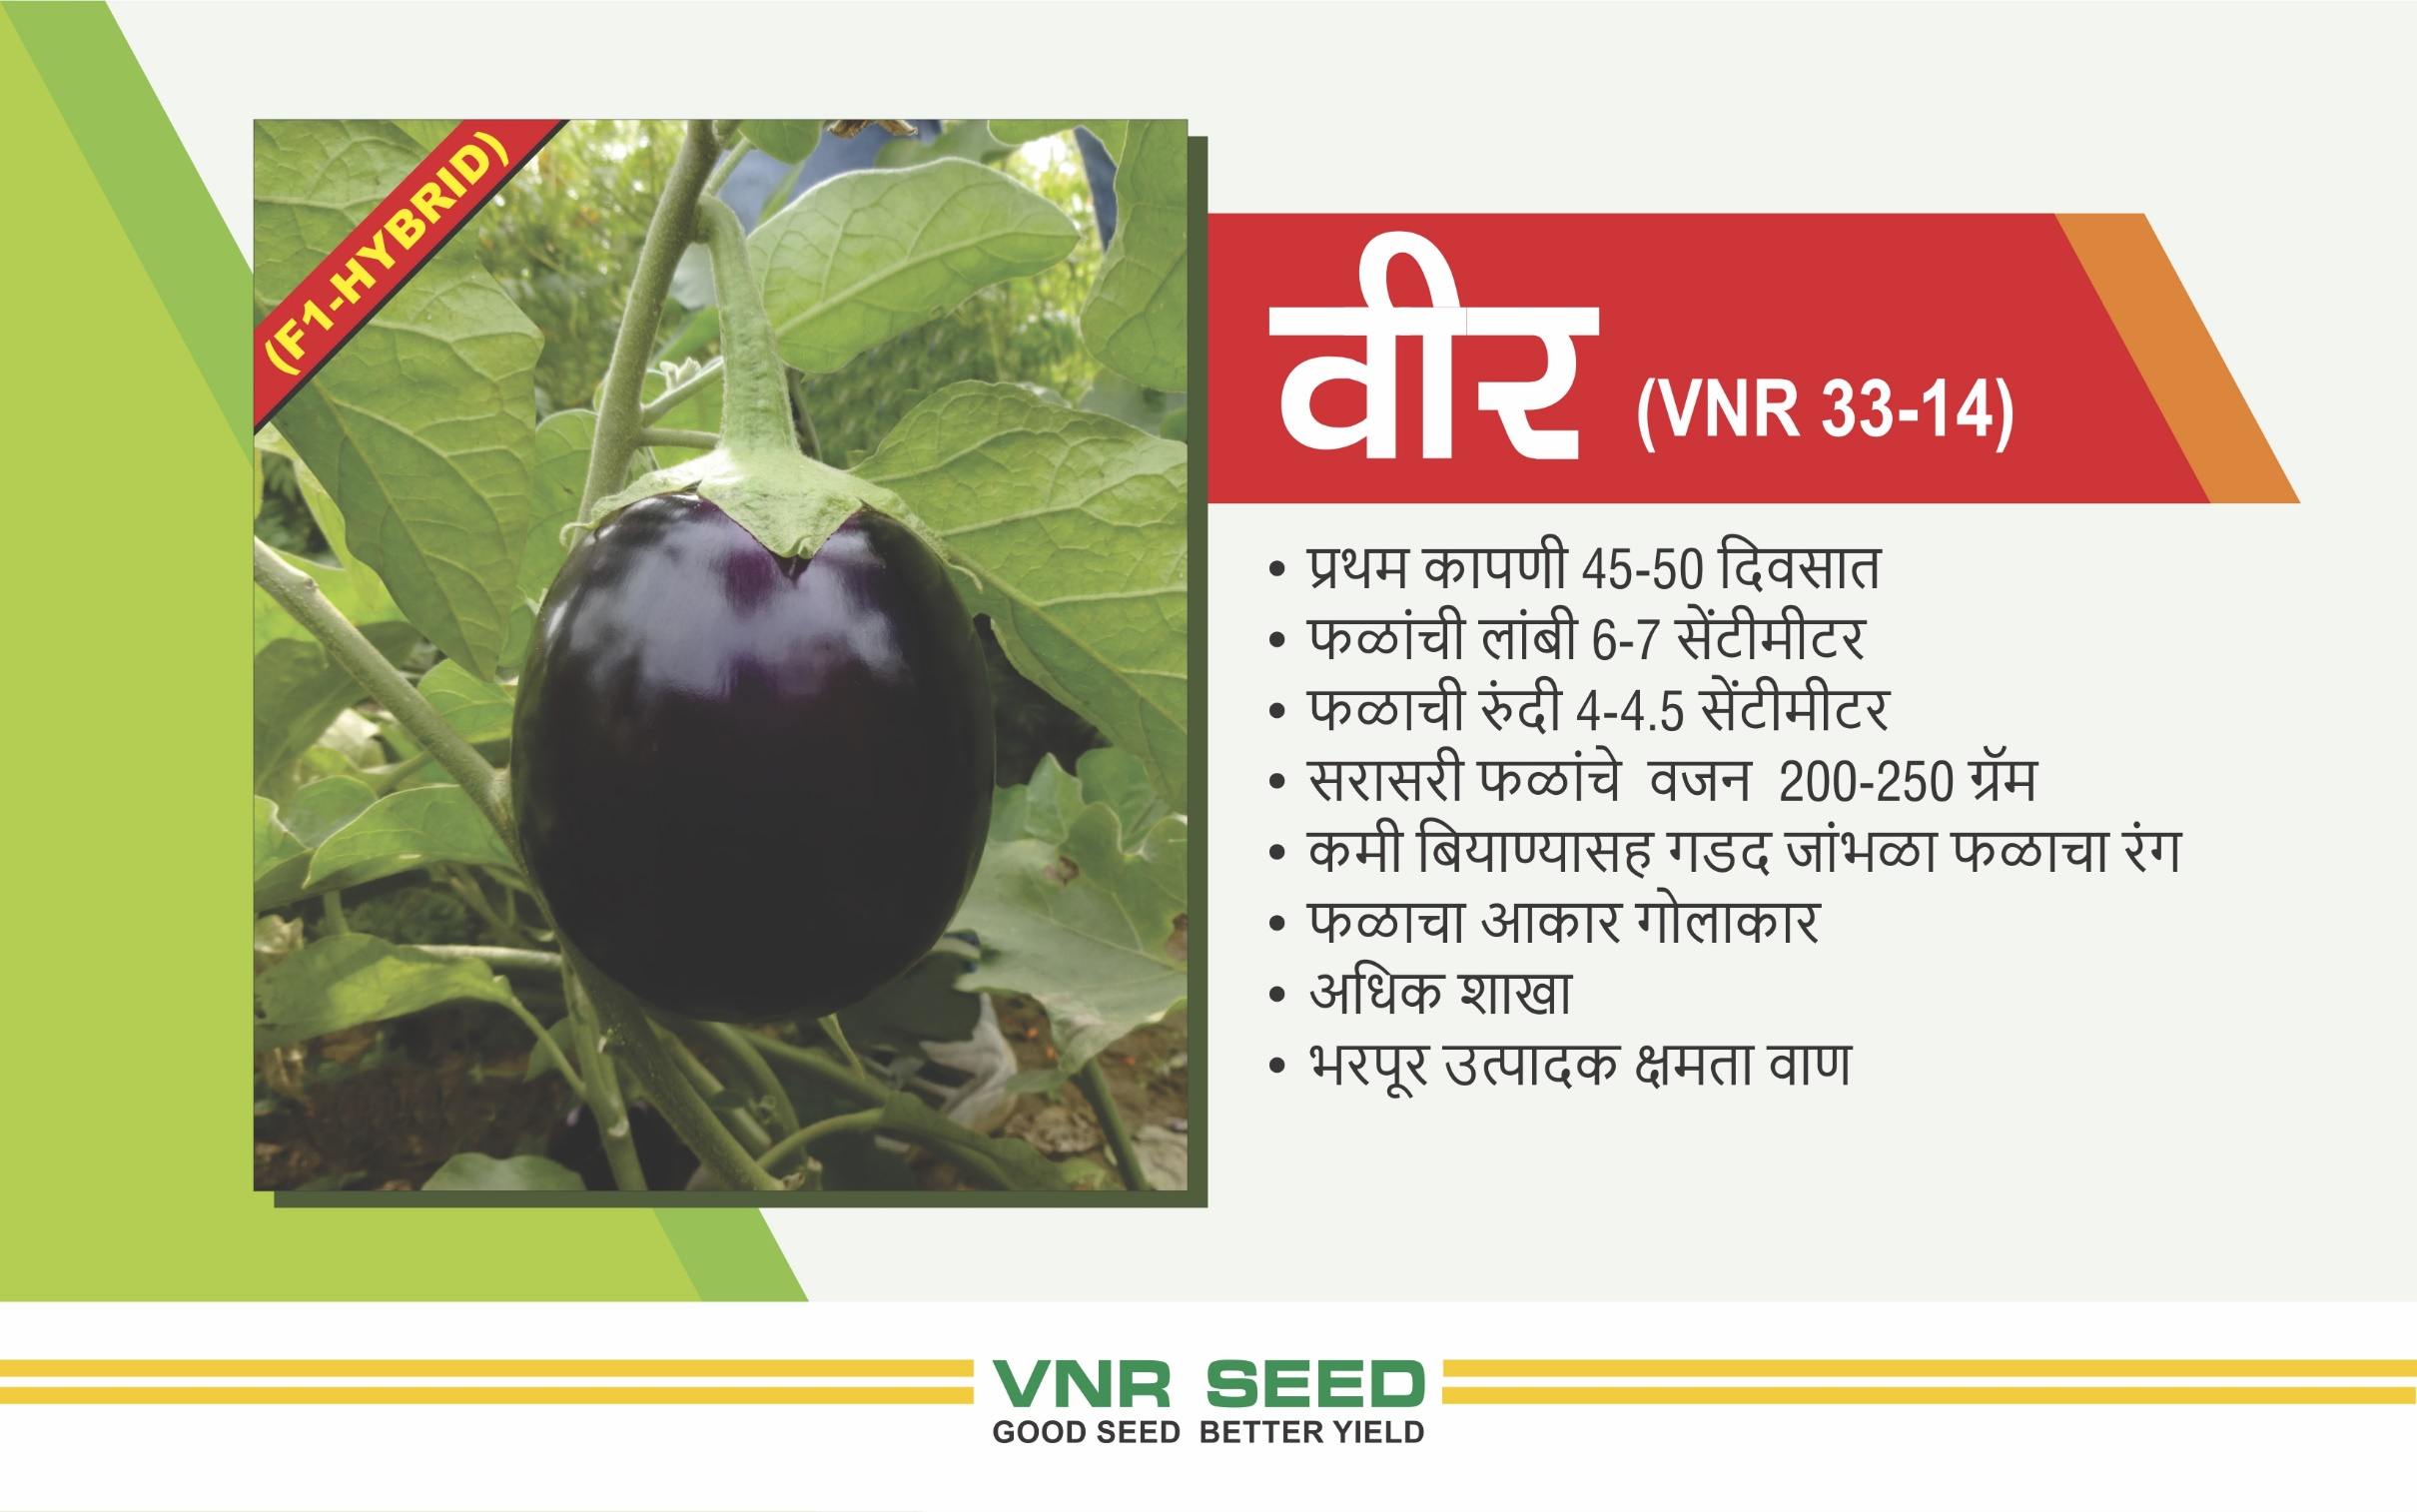 (F1-HYBRID)
वीर (VNR 33-14)
• प्रथम कापणी 45-50 दिवसात
• फळांची लांबी 6-7 सेंटीमीटर
• फळाची रुंदी 4-4.5 सेंटीमीटर
• सरासरी फळांचे वजन 200-250 ग्रॅम
• कमी बियाण्यासह गडद जांभळा फळाचा रंग
• फळाचा आकार गोलाकार
• अधिक शाखा
• भरपूर उत्पादक क्षमता वाण
VNR SEED
GOOD SEED BETTER YIELD